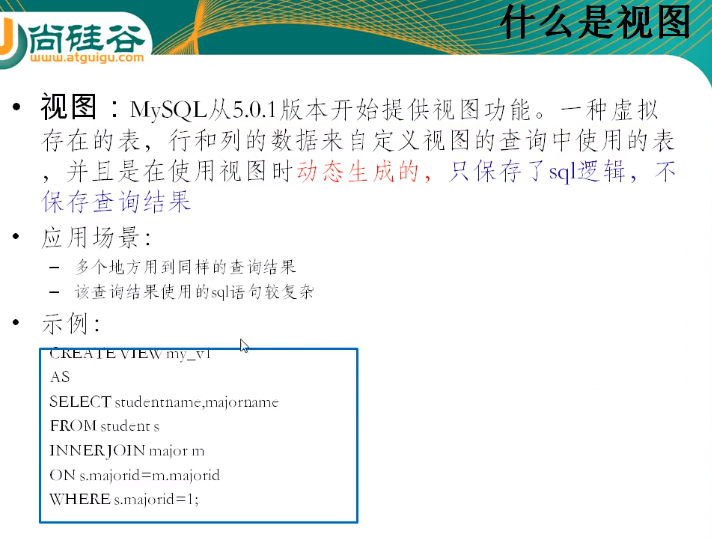 什么是视图
尚硅谷
www.atguigu.com
• 视图：MySQL从5.0.1版本开始提供视图功能。一种虚拟
存在的表，行和列的数据来自定义视图的查询中使用的表
，并且是在使用视图时动态生成的，只保存了sql逻辑，不
保存查询结果
• 应用场景：
– 多个地方用到同样的查询结果
– 该查询结果使用的sql语句较复杂
• 示例：
CREATE VIEW my_v1
AS
SELECT studentname,majorname
FROM student s
INNER JOIN major m
ON s.majorid=m.majorid
WHERE s.majorid=1;